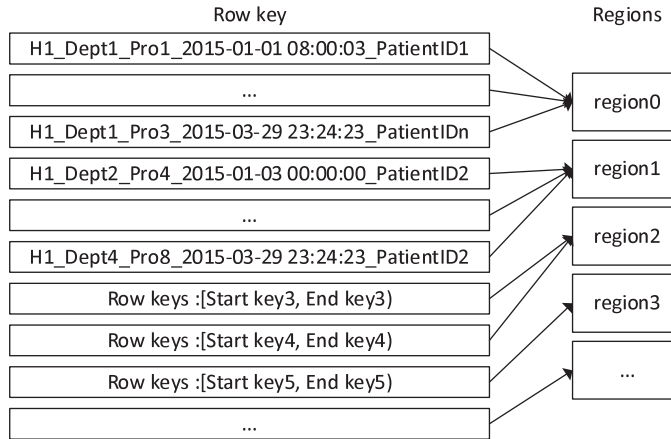 Row key
Regions
H1_Dept1_Pro1_2015-01-01 08:00:03_PatientID1
...
H1_Dept1_Pro3_2015-03-29 23:24:23_PatientIDn
H1_Dept2_Pro4_2015-01-03 00:00:00_PatientID2
...
H1_Dept4_Pro8_2015-03-29 23:24:23_PatientID2
Row keys :[Start key3, End key3)
Row keys :[Start key4, End key4)
Row keys :[Start key5, End key5)
...
region0
region1
region2
region3
...